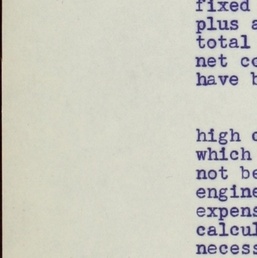 fixed
plus a
total
net co
have b
high c
which
not be
engine
expens
calcul
necess